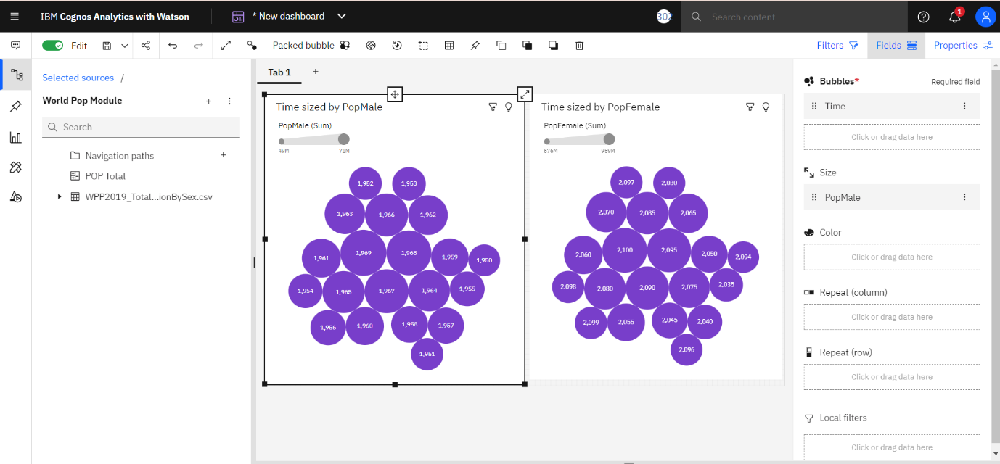 IBM Cognos Analytics with Watson
* New dashboard
302
Search content
1
Edit
Packed bubble
Filters
Fields
Properties
Selected sources /
World Pop Module
Search
Navigation paths
POP Total
WPP2019_Total...ionBySex.csv
Tab 1
Time sized by PopMale
PopMale (Sum)
49M 71M
1,952 1,953
1,963 1,966 1,962
1,961 1,969 1,968 1,959 1,950
1,954 1,965 1,967 1,964 1,955
1,956 1,960 1,958 1,957
1,951
Time sized by PopFemale
PopFemale (Sum)
676M 959M
2,097 2,030
2,070 2,085 2,065
2,060 2,100 2,095 2,050 2,094
2,098 2,080 2,090 2,075 2,035
2,099 2,055 2,045 2,040
2,096
Bubbles* Required field
Time
Click or drag data here
Size
PopMale
Color
Click or drag data here
Repeat (column)
Click or drag data here
Repeat (row)
Click or drag data here
Local filters
Click or drag data here